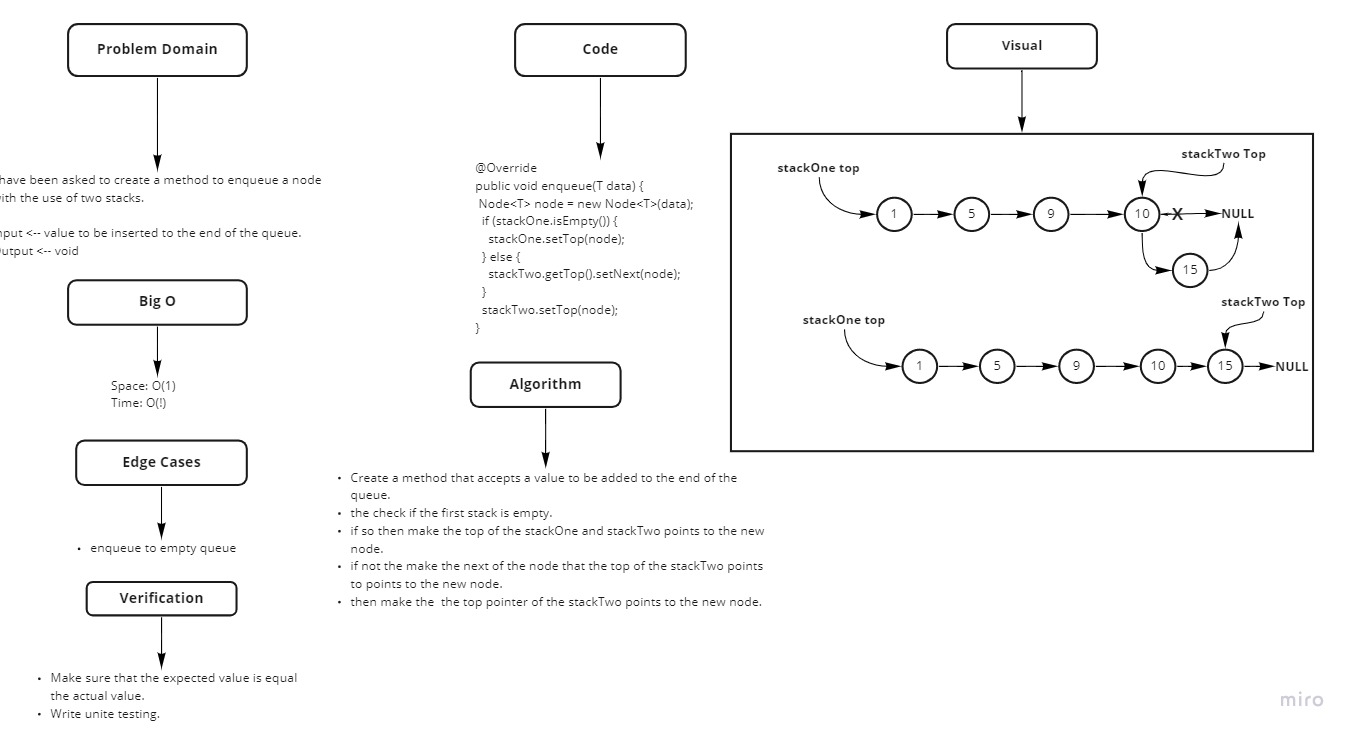 Problem Domain
have been asked to create a method to enqueue a node
with the use of two stacks.
nput <-- value to be inserted to the end of the queue.
Output <-- void
Big O
Space: O(1)
Time: O(!)
Edge Cases
• enqueue to empty queue
Verification
• Make sure that the expected value is equal
the actual value.
• Write unite testing.
Code
@Override
public void enqueue(T data) {
Node<T> node = new Node<T>(data);
if (stackOne.isEmpty()) {
stackOne.setTop(node);
} else {
stackTwo.getTop().setNext(node);
}
stackTwo.setTop(node);
}
Algorithm
• Create a method that accepts a value to be added to the end of the
queue.
• the check if the first stack is empty.
• if so then make the top of the stackOne and stackTwo points to the new
node.
• if not the make the next of the node that the top of the stackTwo points
to points to the new node.
• then make the the top pointer of the stackTwo points to the new node.
Visual
stackTwo Top
stackOne top
1 5 9 10 X NULL
15
stackTwo Top
stackOne top
1 5 9 10 15 NULL
miro